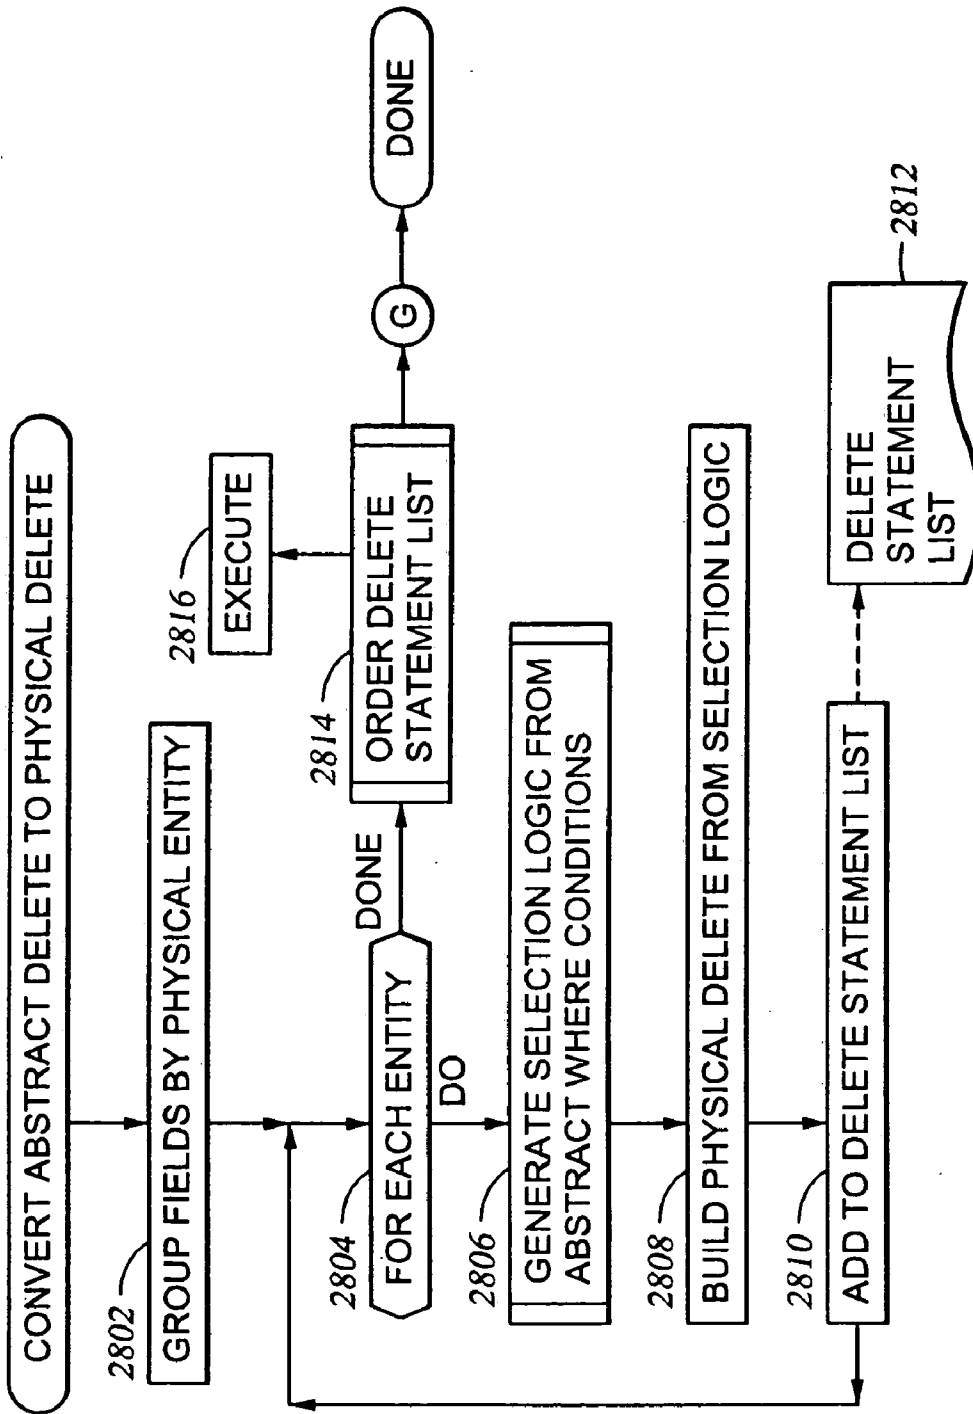 CONVERT ABSTRACT DELETE TO PHYSICAL DELETE
2802
GROUP FIELDS BY PHYSICAL ENTITY
2804
FOR EACH ENTITY
DONE
DO
2814
ORDER DELETE
STATEMENT LIST
2816
EXECUTE
G
DONE
2806
GENERATE SELECTION LOGIC FROM
ABSTRACT WHERE CONDITIONS
2808
BUILD PHYSICAL DELETE FROM SELECTION LOGIC
2810
ADD TO DELETE STATEMENT LIST
DELETE
STATEMENT
LIST
2812